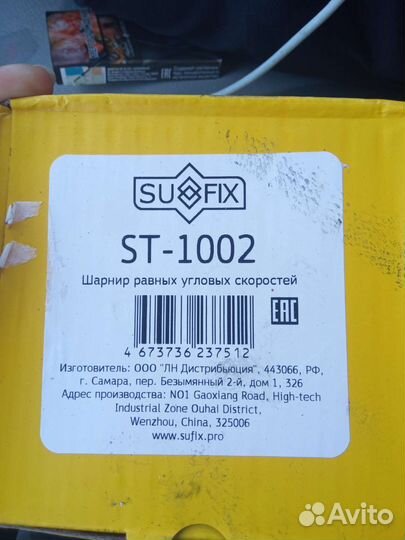 SUFIX
ST-1002
Шарнир равных угловых скоростей
EAC
4 673736 237512
Изготовитель: ООО "ЛН Дистрибьюция", 443066, РФ,
г. Самара, пер. Безымянный 2-й, дом 1, 326
Адрес производства: NO1 Gaoxiang Road, High-tech
Industrial Zone Ouhai District,
Wenzhou, China, 325006
www.sufix.pro
Avito